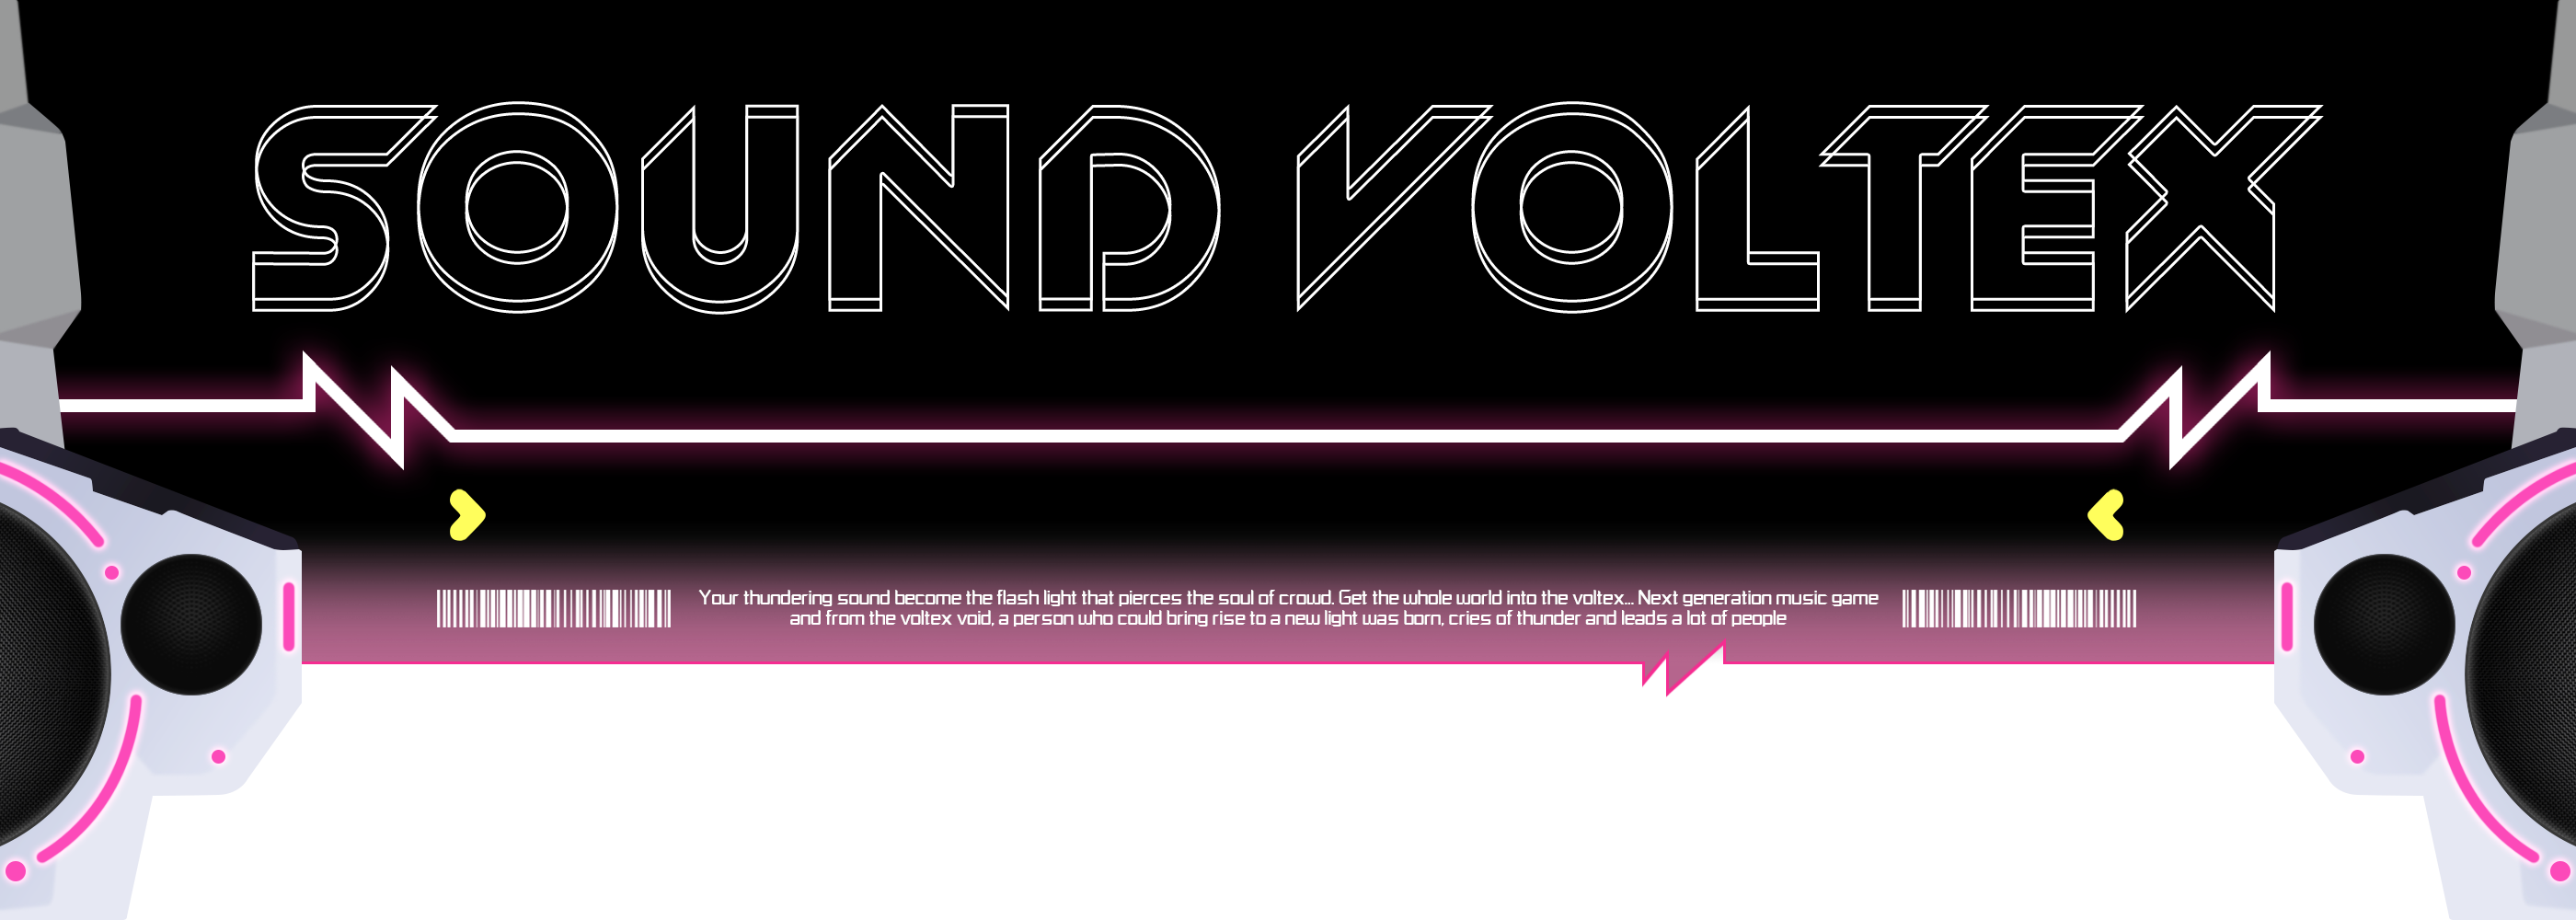 SOUND VOLTEX
Your thundering sound become the flash light that pierces the soul of crowd. Get the whole world into the voltex... Next generation music game
and from the voltex void, a person who could bring rise to a new light was born, cries of thunder and leads a lot of people